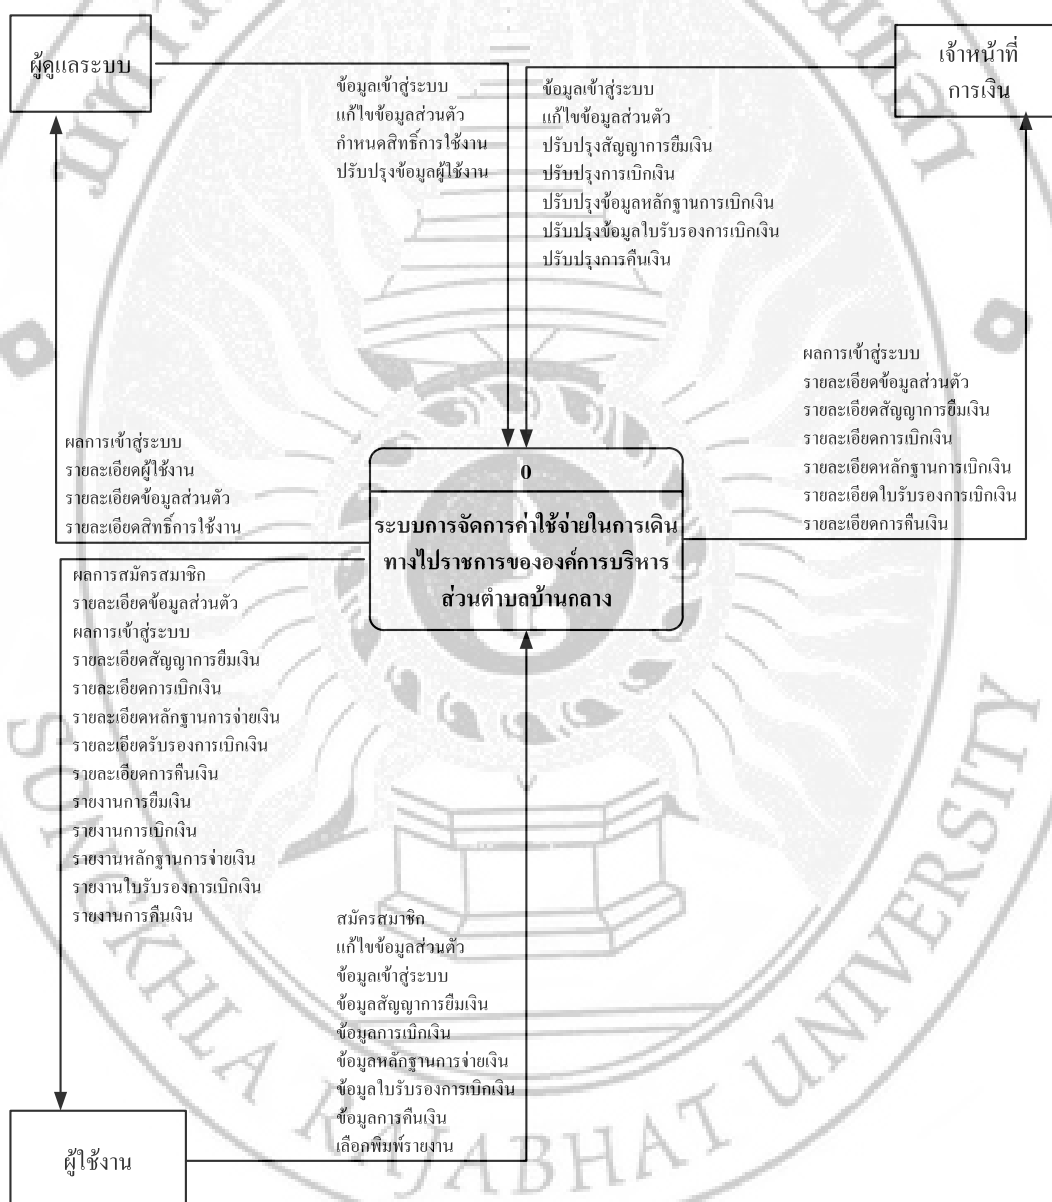 ผู้ดูแลระบบ
เจ้าหน้าที่
การเงิน
ข้อมูลเข้าสู่ระบบ
แก้ไขข้อมูลส่วนตัว
กำหนดสิทธิ์การใช้งาน
ปรับปรุงข้อมูลผู้ใช้งาน
ข้อมูลเข้าสู่ระบบ
แก้ไขข้อมูลส่วนตัว
ปรับปรุงสัญญาการยืมเงิน
ปรับปรุงการเบิกเงิน
ปรับปรุงข้อมูลหลักฐานการเบิกเงิน
ปรับปรุงข้อมูลใบรับรองการเบิกเงิน
ปรับปรุงการคืนเงิน
ผลการเข้าสู่ระบบ
รายละเอียดข้อมูลส่วนตัว
รายละเอียดสัญญาการยืมเงิน
รายละเอียดการเบิกเงิน
รายละเอียดหลักฐานการเบิกเงิน
รายละเอียดใบรับรองการเบิกเงิน
รายละเอียดการคืนเงิน
ผลการเข้าสู่ระบบ
รายละเอียดผู้ใช้งาน
รายละเอียดข้อมูลส่วนตัว
รายละเอียดสิทธิ์การใช้งาน
0
ระบบการจัดการค่าใช้จ่ายในการเดิน
ทางไปราชการขององค์การบริหาร
ส่วนตำบลบ้านกลาง
ผลการสมัครสมาชิก
รายละเอียดข้อมูลส่วนตัว
ผลการเข้าสู่ระบบ
รายละเอียดสัญญาการยืมเงิน
รายละเอียดการเบิกเงิน
รายละเอียดหลักฐานการจ่ายเงิน
รายละเอียดรับรองการเบิกเงิน
รายละเอียดการคืนเงิน
รายงานการยืมเงิน
รายงานการเบิกเงิน
รายงานหลักฐานการจ่ายเงิน
รายงานใบรับรองการเบิกเงิน
รายงานการคืนเงิน
สมัครสมาชิก
แก้ไขข้อมูลส่วนตัว
ข้อมูลเข้าสู่ระบบ
ข้อมูลสัญญาการยืมเงิน
ข้อมูลการเบิกเงิน
ข้อมูลหลักฐานการจ่ายเงิน
ข้อมูลใบรับรองการเบิกเงิน
ข้อมูลการคืนเงิน
เลือกพิมพ์รายงาน
ผู้ใช้งาน
SONGKHLA RAJABHAT UNIVERSITY